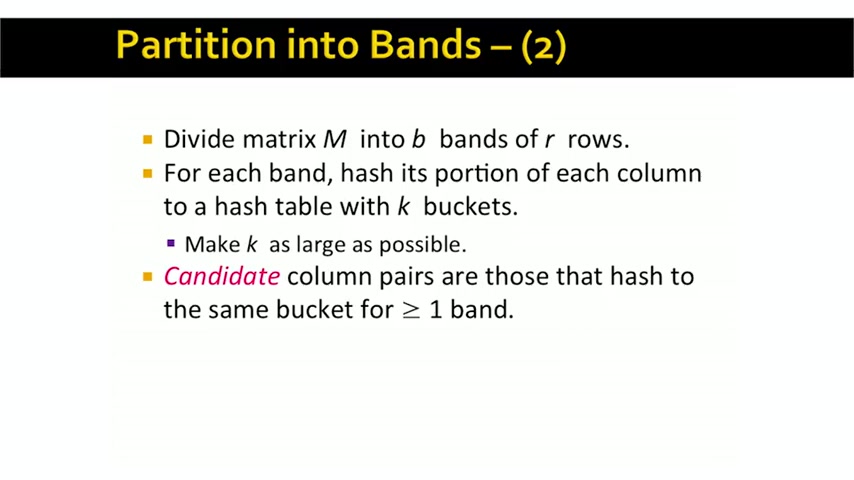 Partition into Bands – (2)
Divide matrix M into b bands of r rows.
For each band, hash its portion of each column
to a hash table with k buckets.
Make k as large as possible.
Candidate column pairs are those that hash to
the same bucket for ≥ 1 band.